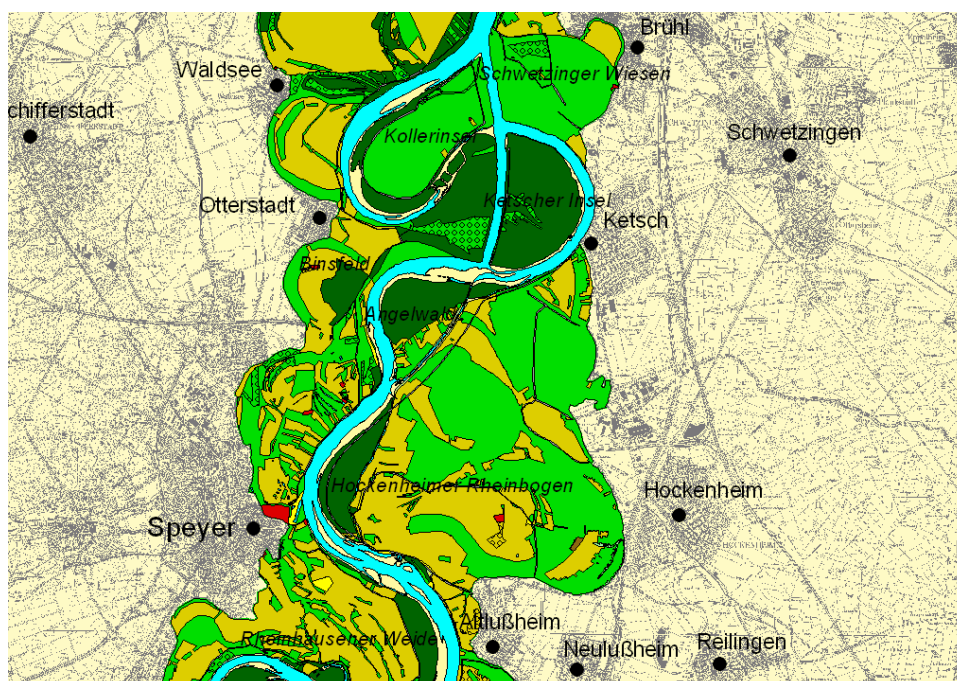 Brühl
Waldsee
Schwetzinger Wiesen
chifferstadt
Kollerinsel
Schwetzingen
Ketscher Insel
Otterstadt
Ketsch
Binsfeld
Angelwald
Hockenheimer Rheinbogen
Hockenheim
Speyer
Altlußheim
Rheinhausener Weide
Neulußheim
Reilingen